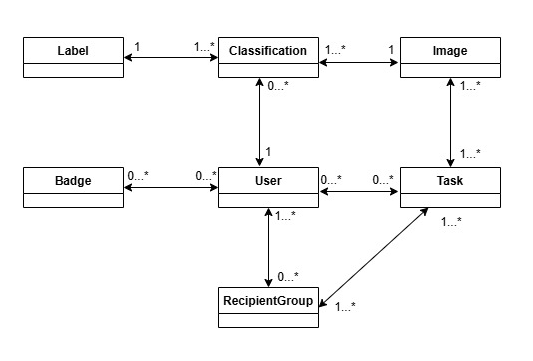 Label 1 1...* Classification 1...* 1 Image
0...* 1...*
1 1...*
Badge 0...* 0...* User 0...* 0...* Task
1...* 1...*
0...*
RecipientGroup 1...*